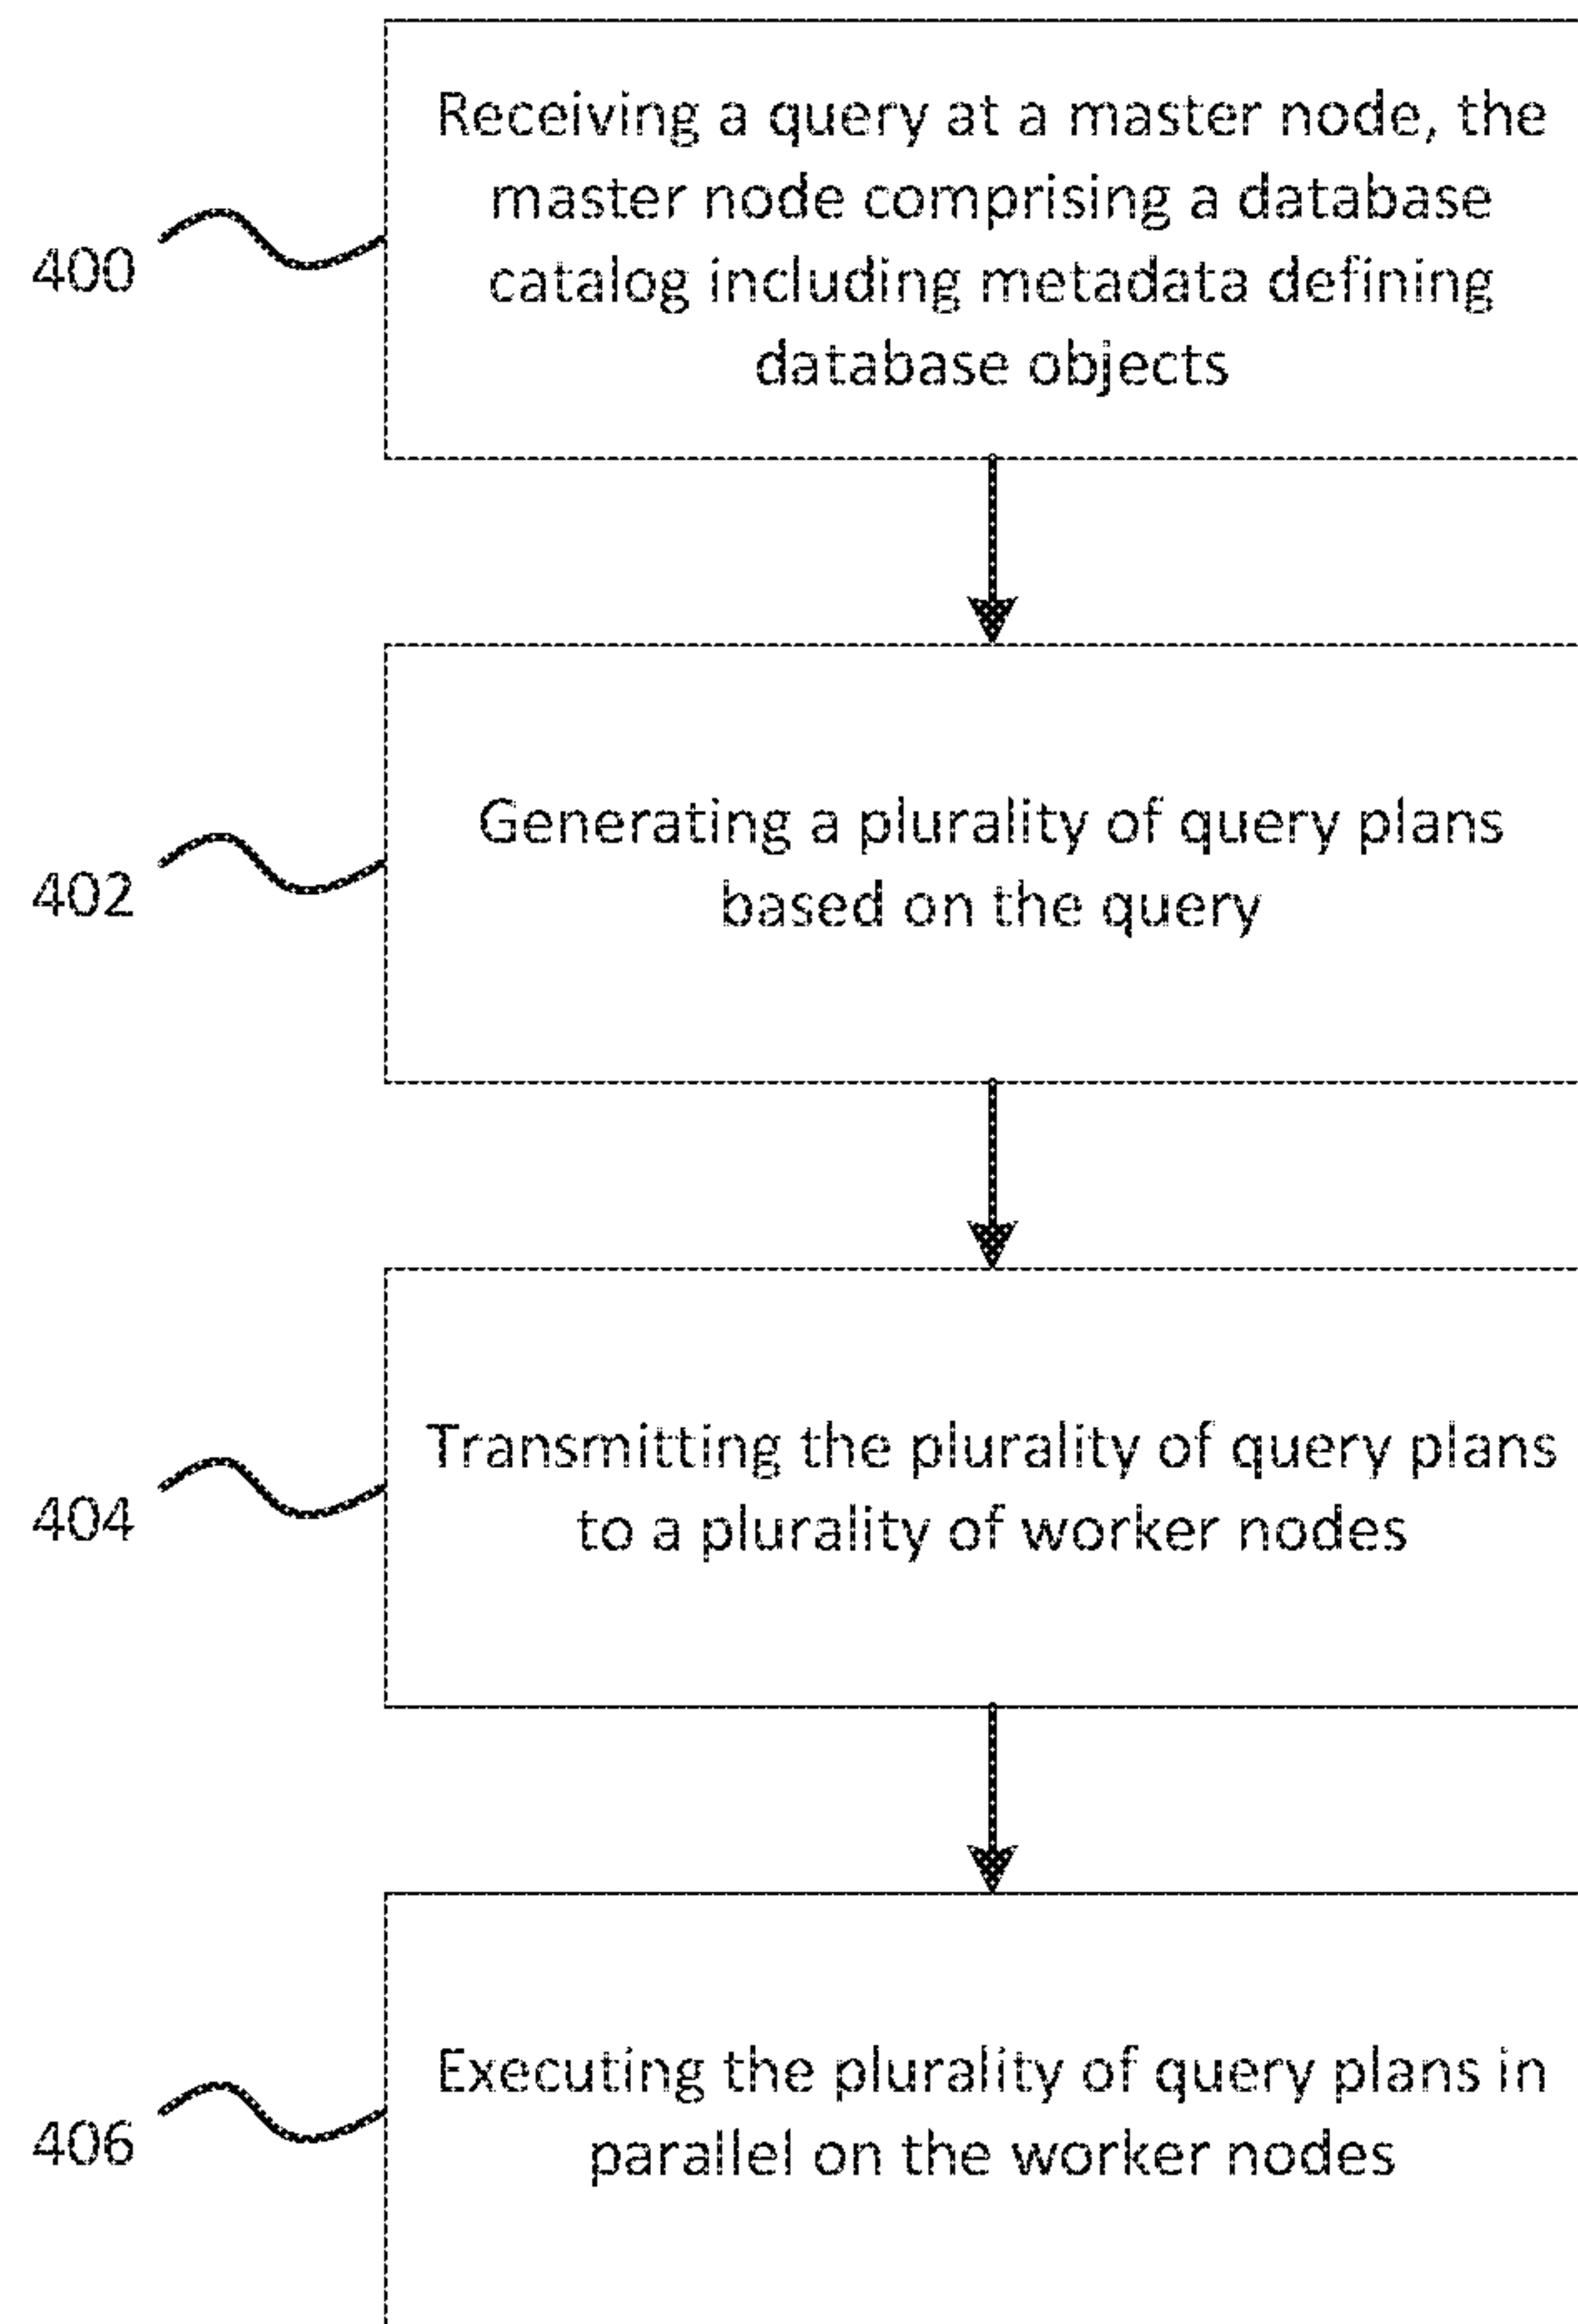 Receiving a query at a master node, the
master node comprising a database
catalog including metadata defining
database objects
400
Generating a plurality of query plans
based on the query
402
Transmitting the plurality of query plans
to a plurality of worker nodes
404
Executing the plurality of query plans in
parallel on the worker nodes
406